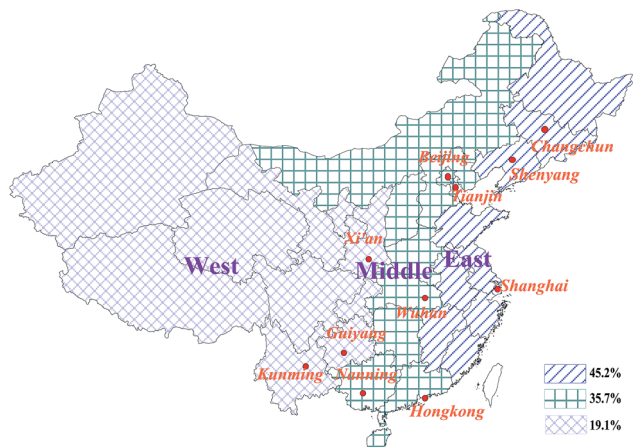 Changchun
Beijing
Shenyang
Tianjin
Xi'an
West
Middle
East
Shanghai
Wuhan
Guiyang
Kunming
Nanning
Hongkong
45.2%
35.7%
19.1%